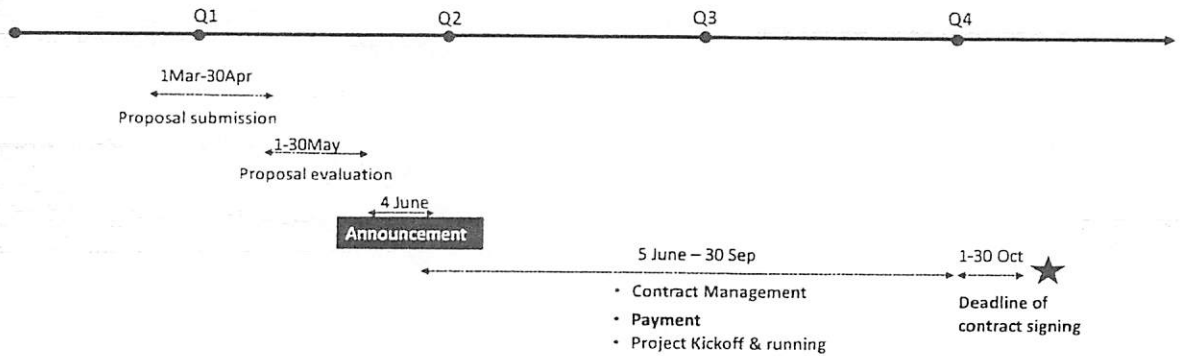 Q1
Q2
Q3
Q4
1Mar-30Apr
Proposal submission
1-30May
Proposal evaluation
4 June
Announcement
5 June – 30 Sep
1-30 Oct
• Contract Management
• Payment
• Project Kickoff & running
Deadline of
contract signing